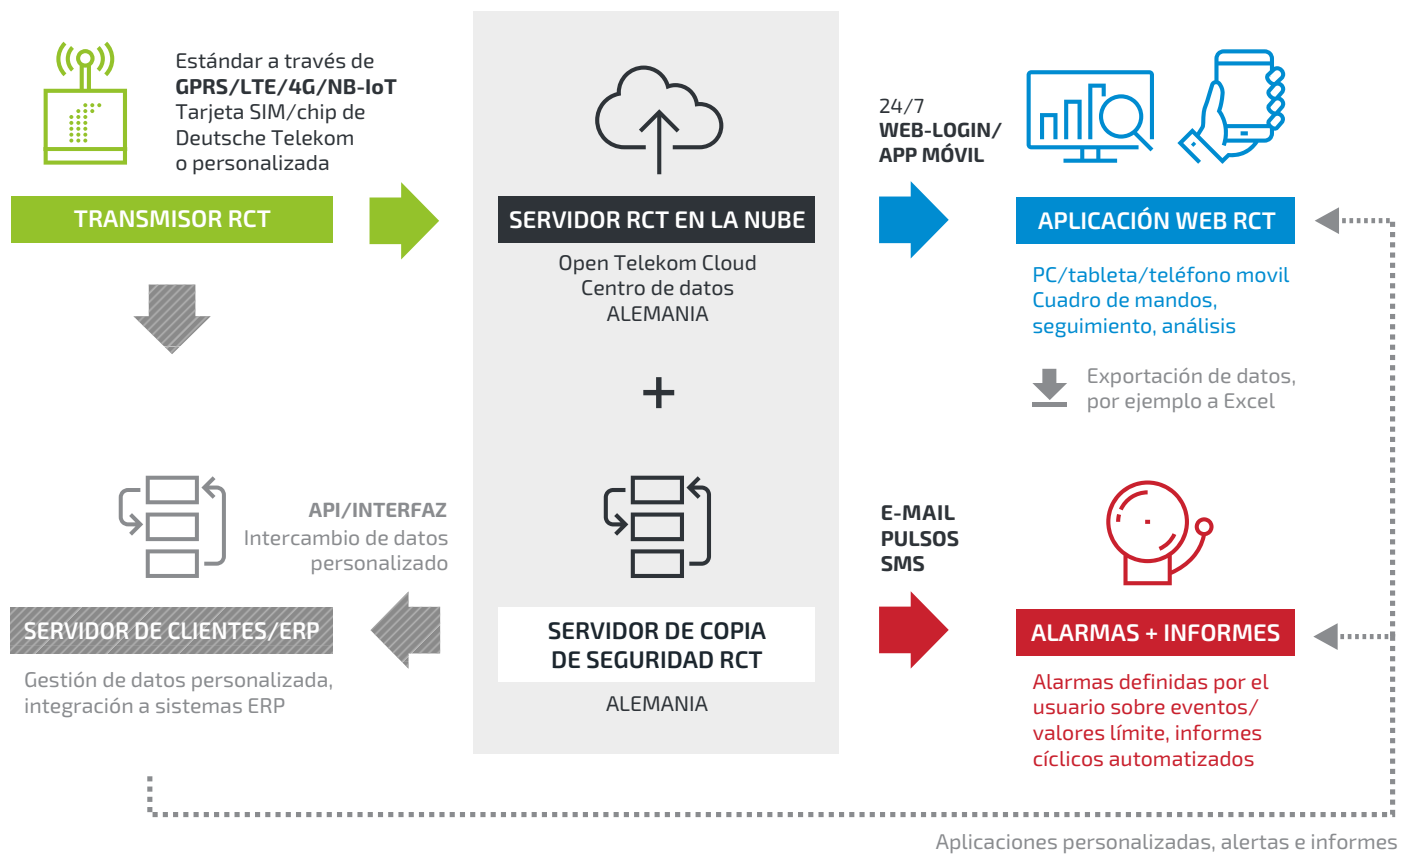 Estándar a través de
GPRS/LTE/4G/NB-IoT
Tarjeta SIM/chip de
Deutsche Telekom
o personalizada
TRANSMISOR RCT
SERVIDOR RCT EN LA NUBE
Open Telekom Cloud
Centro de datos
ALEMANIA
+
24/7
WEB-LOGIN/
APP MÓVIL
APLICACIÓN WEB RCT
PC/tableta/teléfono movil
Cuadro de mandos,
seguimiento, análisis
Exportación de datos,
por ejemplo a Excel
API/INTERFAZ
Intercambio de datos
personalizado
SERVIDOR DE CLIENTES/ERP
Gestión de datos personalizada,
integración a sistemas ERP
SERVIDOR DE COPIA
DE SEGURIDAD RCT
ALEMANIA
E-MAIL
PULSOS
SMS
ALARMAS + INFORMES
Alarmas definidas por el
usuario sobre eventos/
valores límite, informes
cíclicos automatizados
Aplicaciones personalizadas, alertas e informes